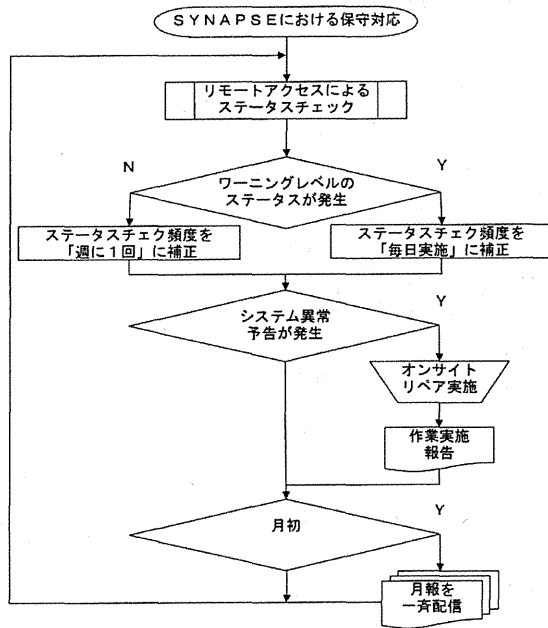 SYNAPSEにおける保守対応
リモートアクセスによる
ステータスチェック
N
Y
ワーニングレベルの
ステータスが発生
ステータスチェク頻度を
「週に1回」に補正
ステータスチェク頻度を
「毎日実施」に補正
システム異常
予告が発生
Y
オンサイト
リペア実施
作業実施
報告
月初
Y
月報を
一斉配信